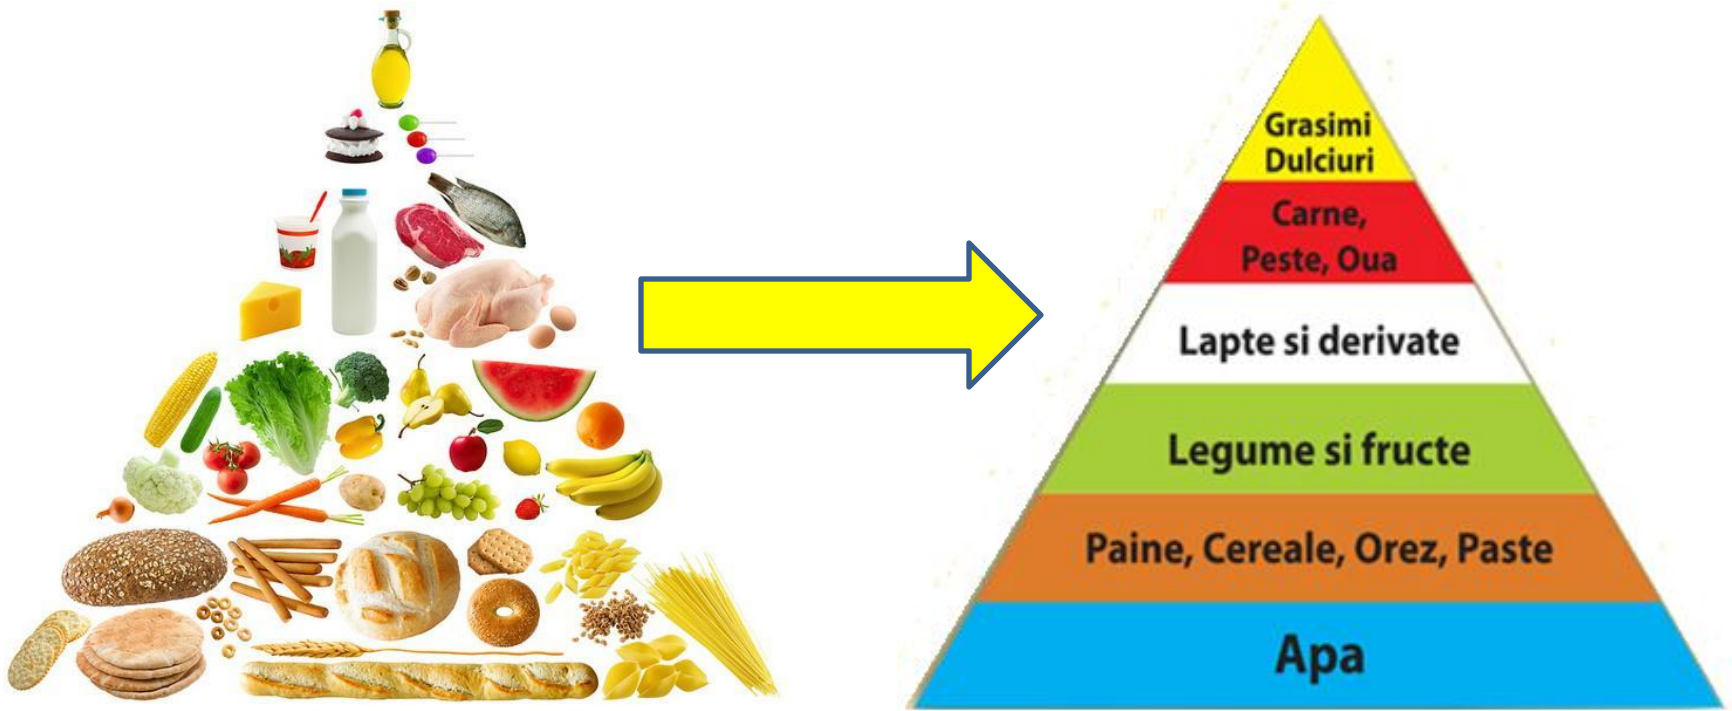 Grasimi
Dulciuri
Carne,
Peste, Oua
Lapte si derivate
Legume si fructe
Paine, Cereale, Orez, Paste
Apa